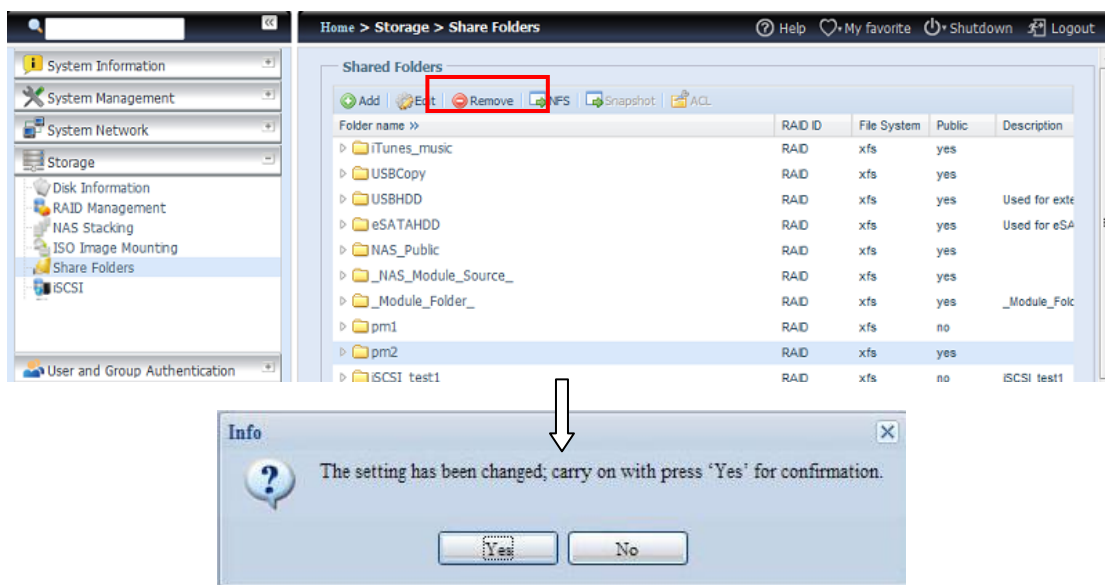 Home > Storage > Share Folders
Help My favorite Shutdown Logout
System Information
System Management
System Network
Storage
Disk Information
RAID Management
NAS Stacking
ISO Image Mounting
Share Folders
iSCSI
User and Group Authentication
Shared Folders
Add Edit Remove NFS Snapshot ACL
Folder name » RAID ID File System Public Description
iTunes_music RAID xfs yes
USBCopy RAID xfs yes
USBHDD RAID xfs yes Used for exte
eSATAHDD RAID xfs yes Used for eSA
NAS_Public RAID xfs yes
_NAS_Module_Source_ RAID xfs yes
_Module_Folder_ RAID xfs yes _Module_Folc
pm1 RAID xfs no
pm2 RAID xfs yes
iSCSI_test1 RAID xfs no iSCSI_test1
Info
The setting has been changed; carry on with press ‘Yes’ for confirmation.
Yes No